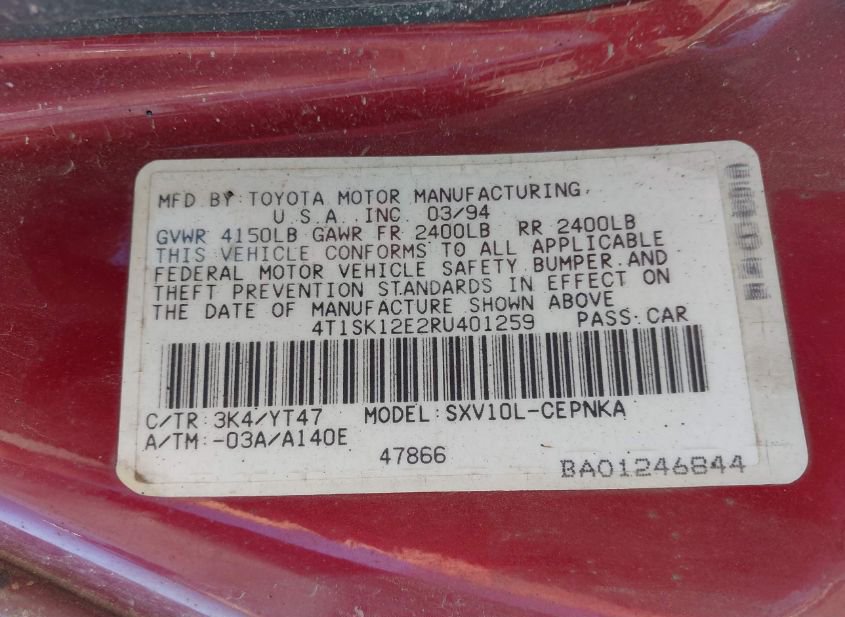 MFD BY TOYOTA MOTOR MANUFACTURING,
U.S.A. INC. 03/94
GVWR 4150LB GAWR FR 2400LB RR 2400LB
THIS VEHICLE CONFORMS TO ALL APPLICABLE
FEDERAL MOTOR VEHICLE SAFETY, BUMPER, AND
THEFT PREVENTION STANDARDS IN EFFECT ON
THE DATE OF MANUFACTURE SHOWN ABOVE
4T1SK12E2RU401259 PASS. CAR
C/TR: 3K4/YT47 MODEL: SXV10L-CEPNKA
A/TM: -03A/A140E
47866
BA01246844